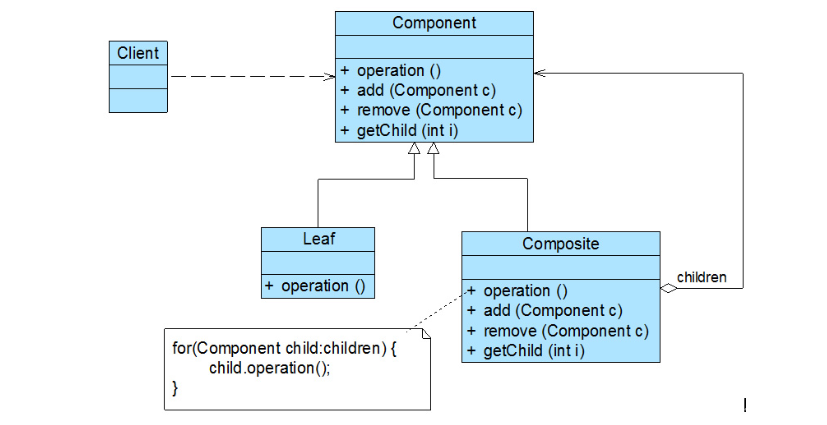 Component
Client
+ operation ()
+ add (Component c)
+ remove (Component c)
+ getChild (int i)
Leaf
+ operation ()
Composite
children
+ operation ()
+ add (Component c)
+ remove (Component c)
+ getChild (int i)
for(Component child:children) {
child.operation();
}
!